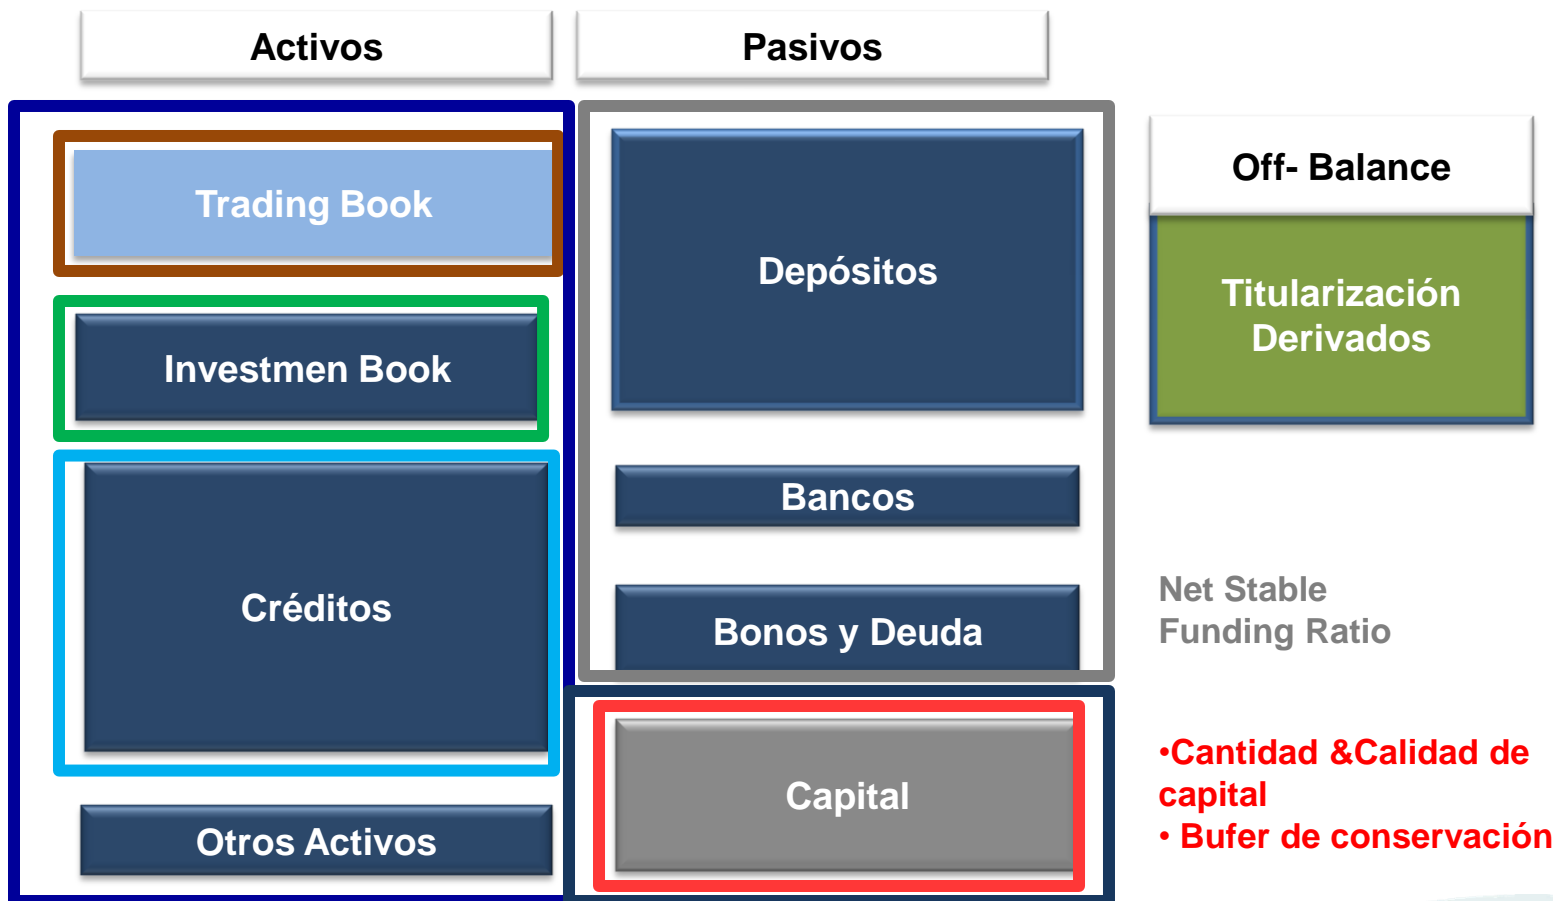 Activos
Pasivos
Off- Balance
Trading Book
Investmen Book
Créditos
Otros Activos
Depósitos
Bancos
Bonos y Deuda
Capital
Titularización
Derivados
Net Stable
Funding Ratio
•Cantidad &Calidad de
capital
• Bufer de conservación